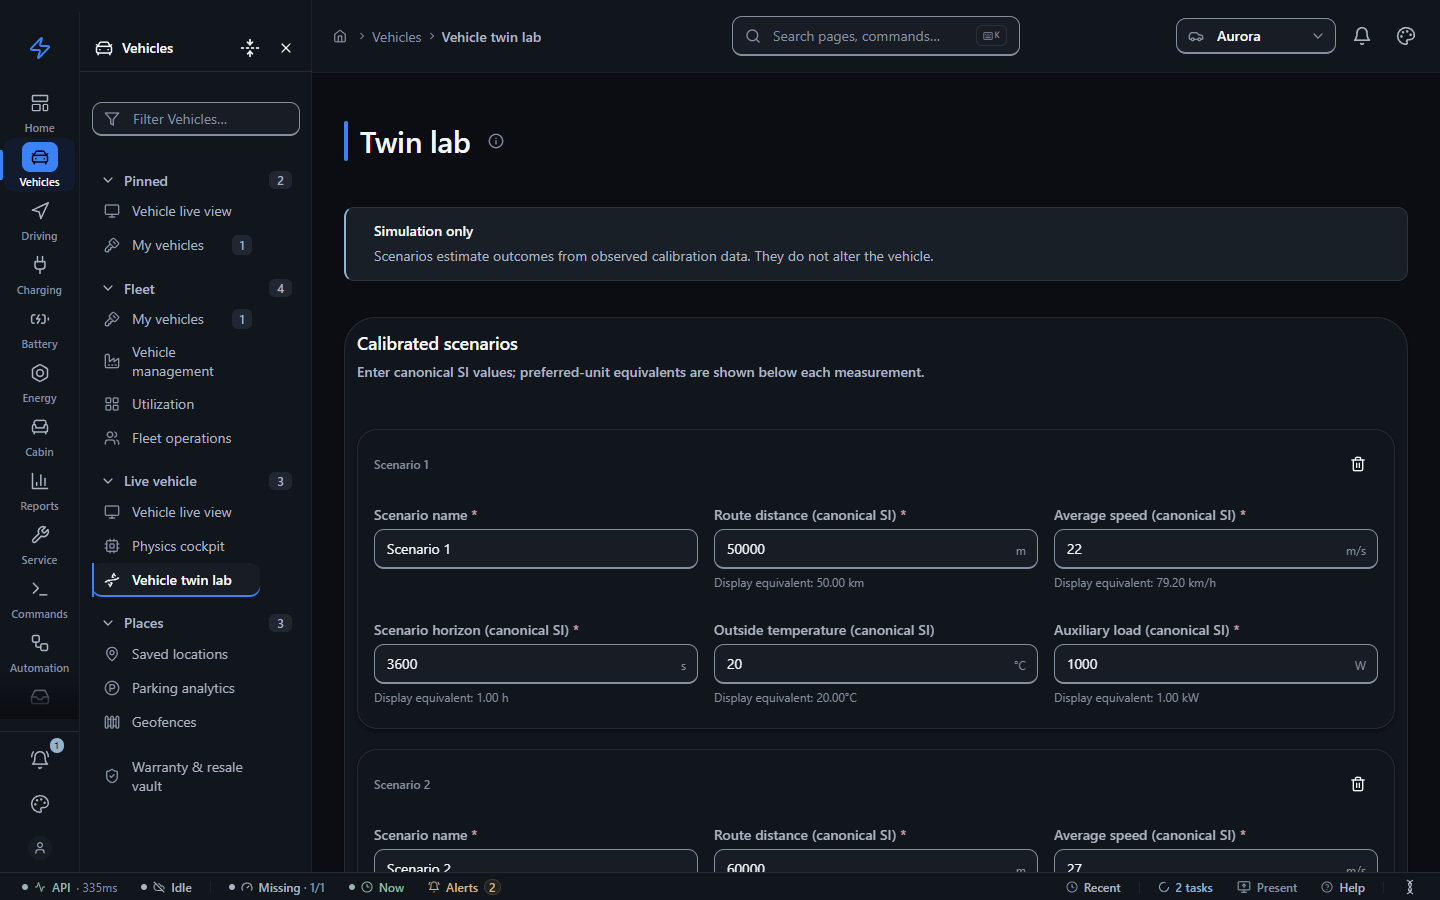 Vehicles
Home
Vehicles
Driving
Charging
Battery
Energy
Cabin
Reports
Service
Commands
Automation
1
Filter Vehicles...
Pinned 2
Vehicle live view
My vehicles 1
Fleet 4
My vehicles 1
Vehicle
management
Utilization
Fleet operations
Live vehicle 3
Vehicle live view
Physics cockpit
Vehicle twin lab
Places 3
Saved locations
Parking analytics
Geofences
Warranty & resale
vault
Vehicles
Vehicle twin lab
Search pages, commands...
K
Aurora
Twin lab
Simulation only
Scenarios estimate outcomes from observed calibration data. They do not alter the vehicle.
Calibrated scenarios
Enter canonical SI values; preferred-unit equivalents are shown below each measurement.
Scenario 1
Scenario name * Route distance (canonical SI) * Average speed (canonical SI) *
Scenario 1 50000 m 22 m/s
Display equivalent: 50.00 km Display equivalent: 79.20 km/h
Scenario horizon (canonical SI) * Outside temperature (canonical SI) Auxiliary load (canonical SI) *
3600 s 20 °C 1000 W
Display equivalent: 1.00 h Display equivalent: 20.00°C Display equivalent: 1.00 kW
Scenario 2
Scenario name * Route distance (canonical SI) * Average speed (canonical SI) *
Scenario 2 60000 m 27 m/s
API · 335ms Idle Missing · 1/1 Now Alerts 2 Recent 2 tasks Present Help